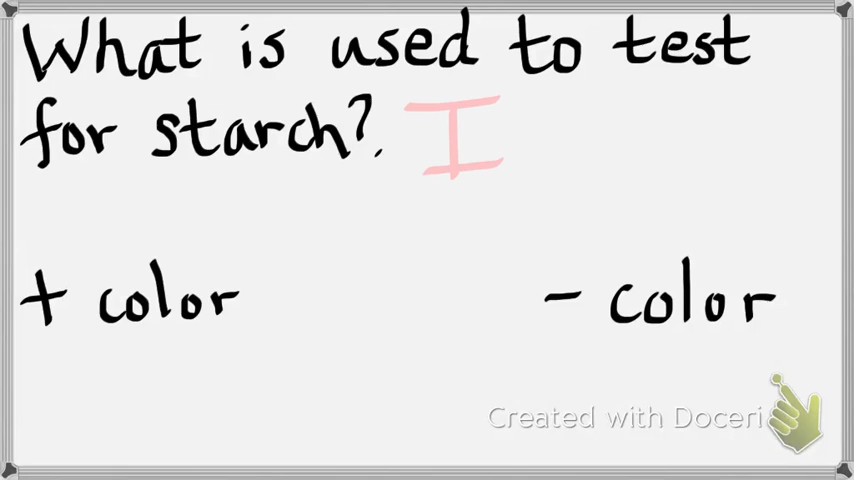 What is used to test
for starch? I
+ color - color
Created with Doceri